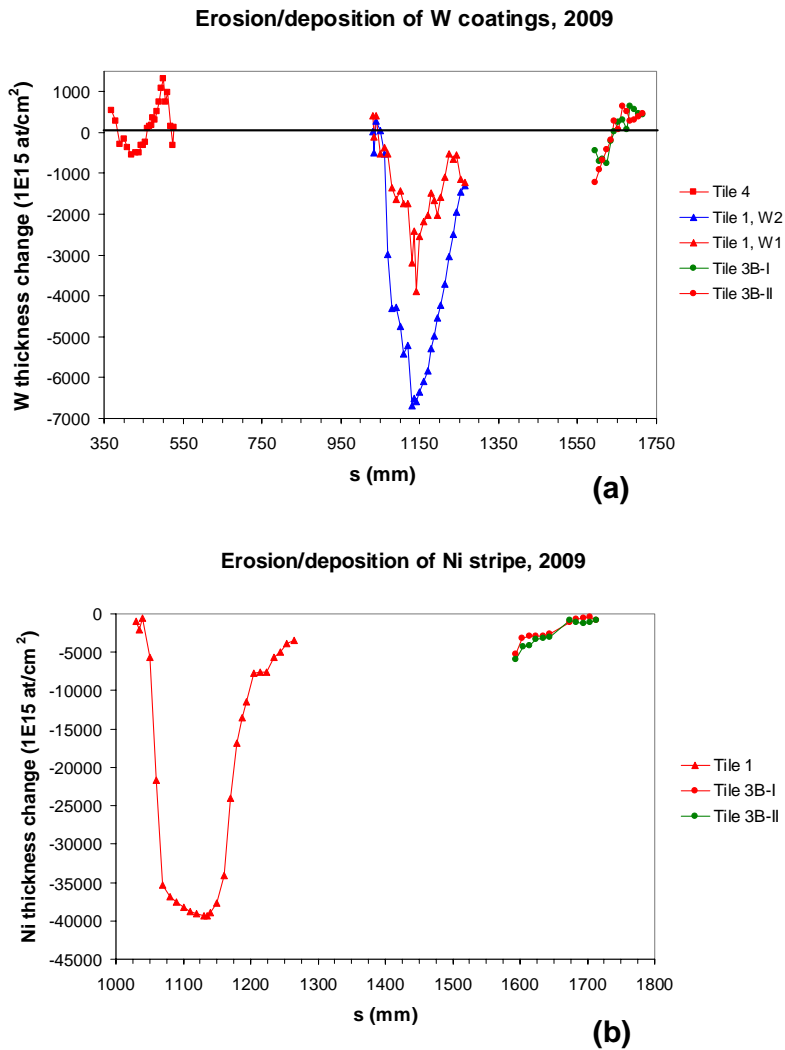 Erosion/deposition of W coatings, 2009
W thickness change (1E15 at/cm²)
1000
0
-1000
-2000
-3000
-4000
-5000
-6000
-7000
350 550 750 950 1150 1350 1550 1750
s (mm)
Tile 4
Tile 1, W2
Tile 1, W1
Tile 3B-I
Tile 3B-II
(a)
Erosion/deposition of Ni stripe, 2009
Ni thickness change (1E15 at/cm²)
0
-5000
-10000
-15000
-20000
-25000
-30000
-35000
-40000
-45000
1000 1100 1200 1300 1400 1500 1600 1700 1800
s (mm)
Tile 1
Tile 3B-I
Tile 3B-II
(b)